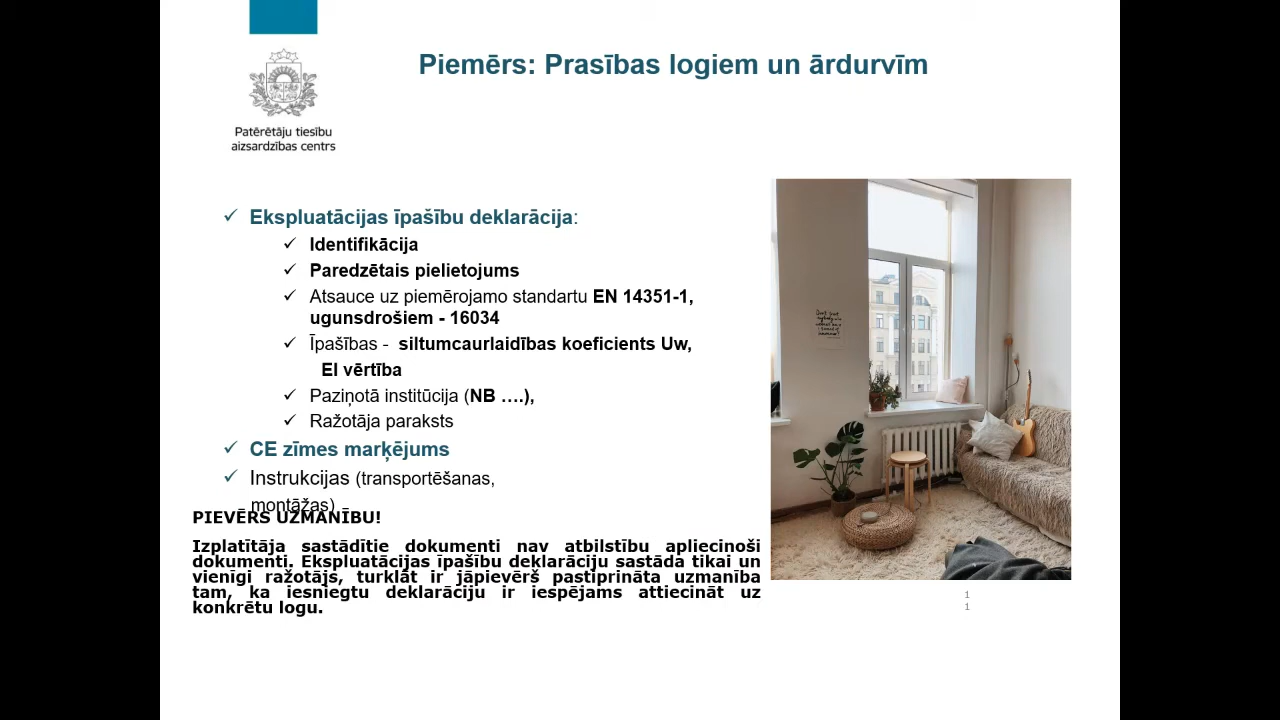 Piemērs: Prasības logiem un ārdurvīm
Patērētāju tiesību
aizsardzības centrs
Ekspluatācijas īpašību deklarācija:
Identifikācija
Paredzētais pielietojums
Atsauce uz piemērojamo standartu EN 14351-1,
ugunsdrošiem - 16034
Īpašības - siltumcaurlaidības koeficients Uw,
EI vērtība
Paziņotā institūcija (NB ….),
Ražotāja paraksts
CE zīmes marķējums
Instrukcijas (transportēšanas,
montāžas)
PIEVĒRS UZMANĪBU!
Izplatītāja sastādītie dokumenti nav atbilstību apliecinoši
dokumenti. Ekspluatācijas īpašību deklarāciju sastāda tikai un
vienīgi ražotājs, turklāt ir jāpievērš pastiprināta uzmanība
tam, ka iesniegtu deklarāciju ir iespējams attiecināt uz
konkrētu logu.
1
1